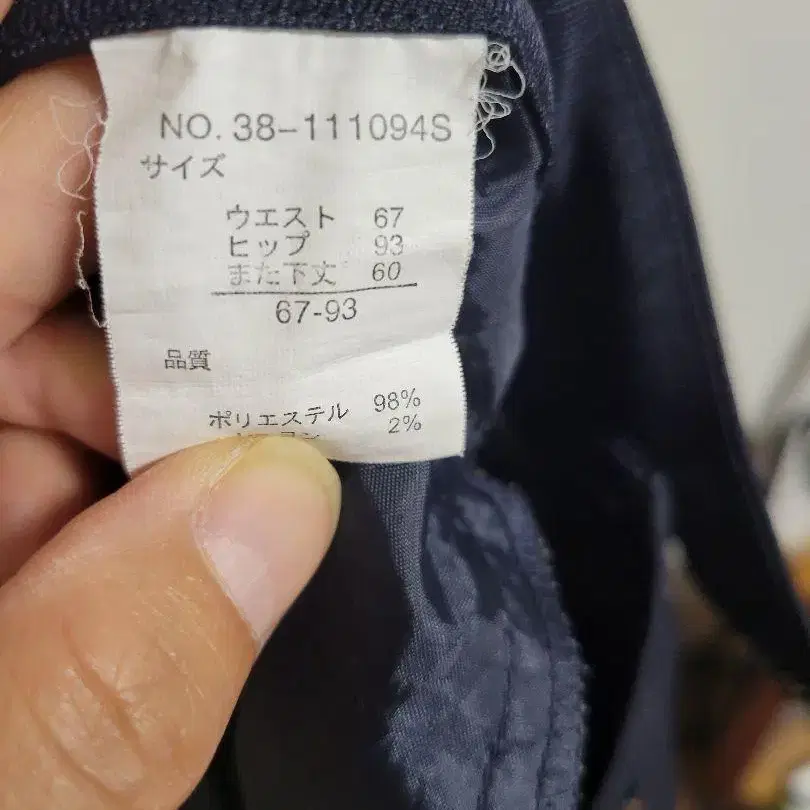 NO. 38-111094S
サイズ
ウエスト 67
ヒップ 93
また下丈 60
67-93
品質
ポリエステル 98%
2%